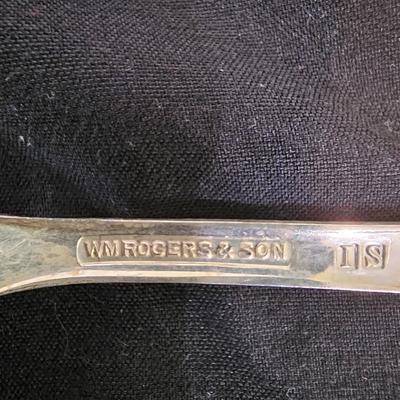 WM ROGERS & SON IS